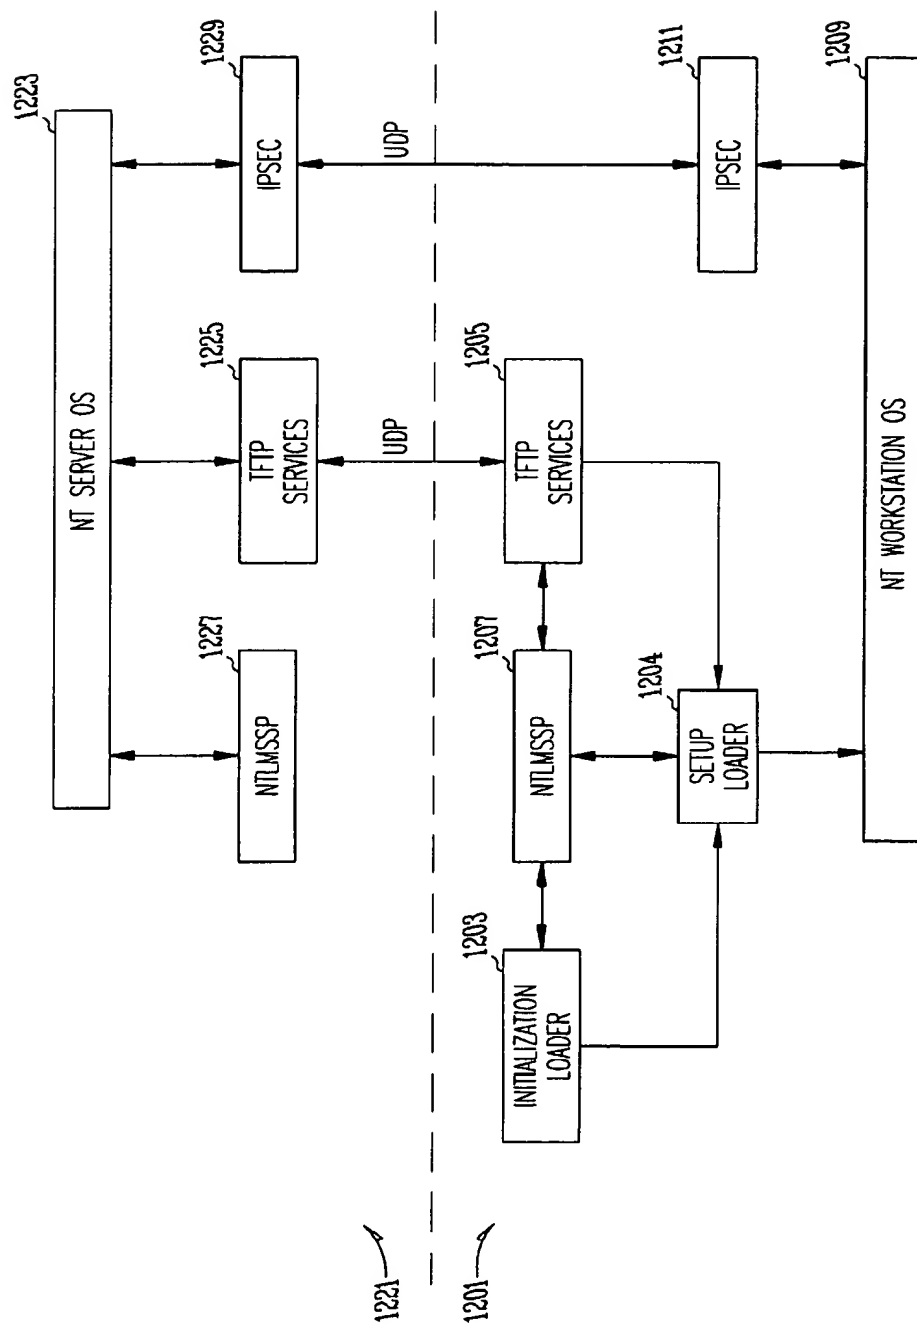 1223
NT SERVER OS
1227
NTLMSSP
1225
TFTP
SERVICES
1229
IPSEC
UDP
UDP
1221
1201
1203
INITIALIZATION
LOADER
1207
NTLMSSP
1205
TFTP
SERVICES
1204
SETUP
LOADER
1211
IPSEC
1209
NT WORKSTATION OS